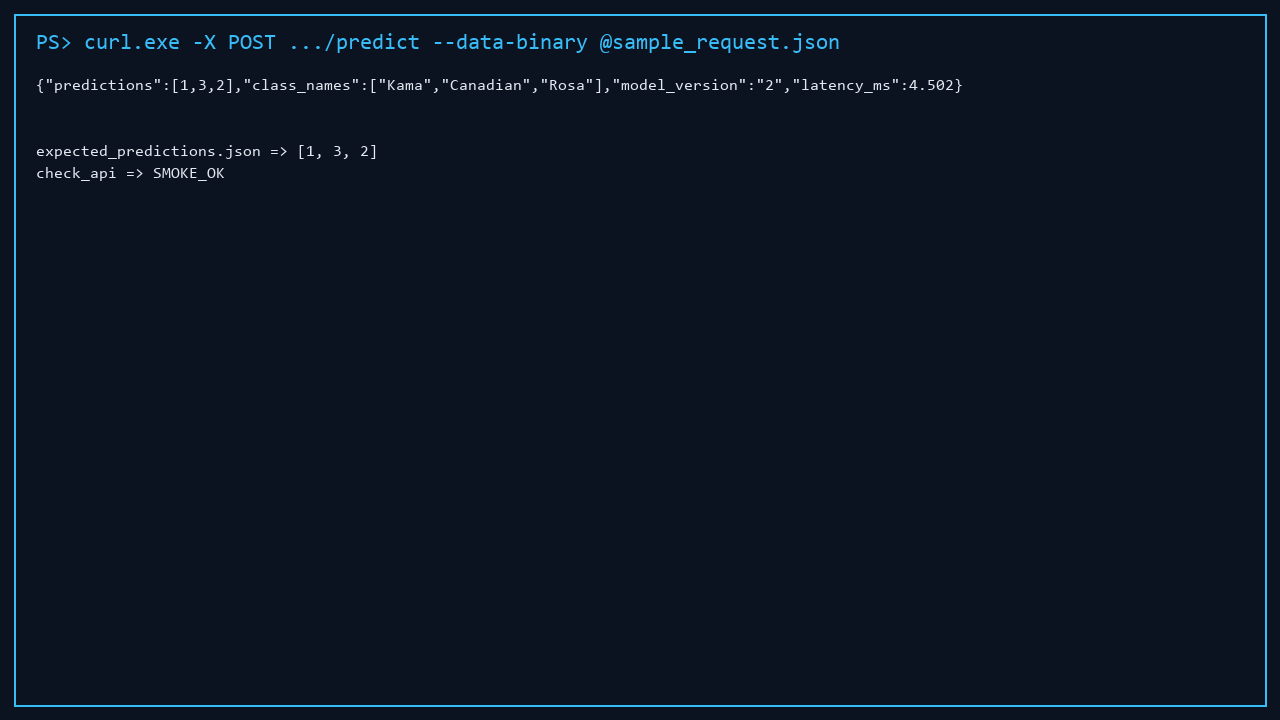 PS> curl.exe -X POST .../predict --data-binary @sample_request.json
{"predictions":[1,3,2],"class_names":["Kama","Canadian","Rosa"],"model_version":"2","latency_ms":4.502}
expected_predictions.json => [1, 3, 2]
check_api => SMOKE_OK